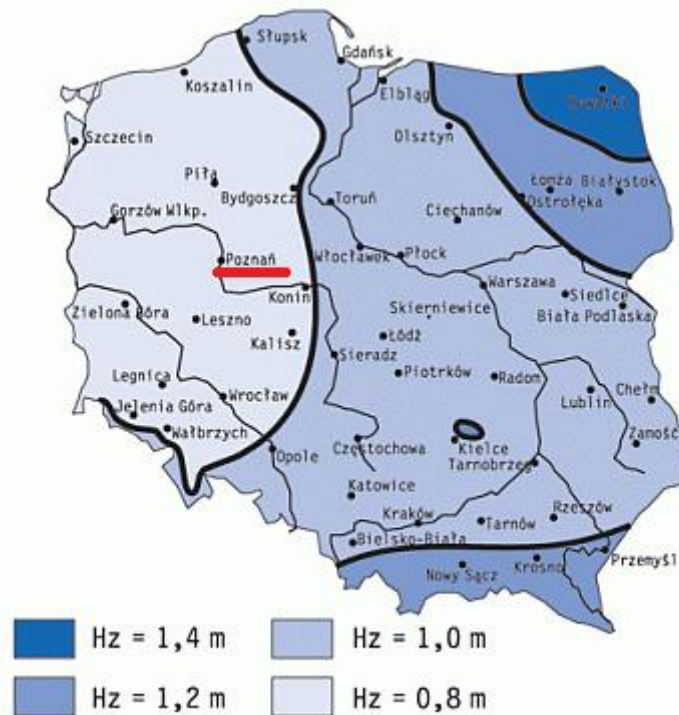 Słupsk
Gdańsk
Koszalin
Elbląg
Suwałki
Olsztyn
Szczecin
Piła
Łomża Białystok
Bydgoszcz
Ostrołęka
Toruń
Gorzów Wlkp.
Ciechanów
Poznań
Włocławek
Płock
Konin
Warszawa
Siedlce
Zielona Góra
Leszno
Skierniewice
Biała Podlaska
Kalisz
Łódź
Sieradz
Legnica
Piotrków
Radom
Wrocław
Chełm
Jelenia Góra
Lublin
Wałbrzych
Zamość
Opole
Częstochowa
Kielce
Tarnobrzeg
Katowice
Kraków
Tarnów
Rzeszów
Bielsko-Biała
Przemyśl
Nowy Sącz
Krosno
Hz = 1,4 m
Hz = 1,0 m
Hz = 1,2 m
Hz = 0,8 m